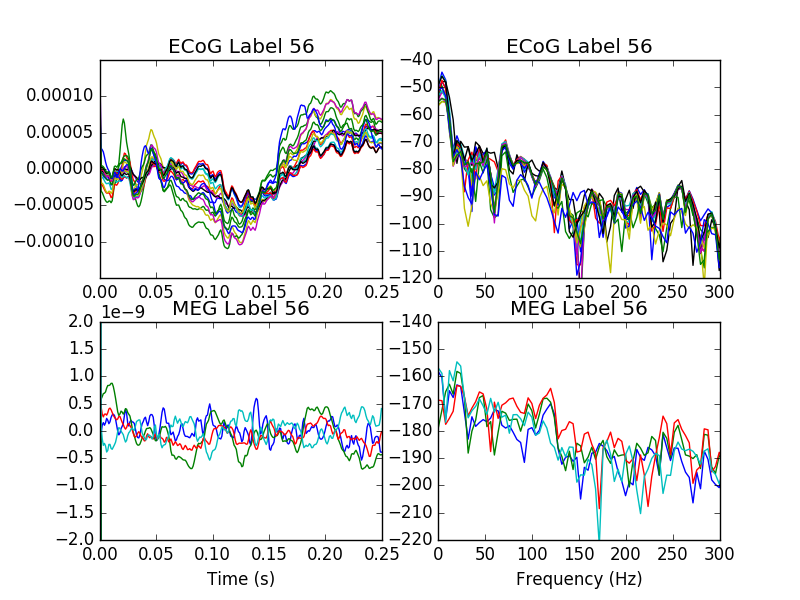 ECoG Label 56
0.00010
0.00005
0.00000
−0.00005
−0.00010
0.00 0.05 0.10 0.15 0.20 0.25
ECoG Label 56
−40
−50
−60
−70
−80
−90
−100
−110
−120
0 50 100 150 200 250 300
MEG Label 56
1e−9
2.0
1.5
1.0
0.5
0.0
−0.5
−1.0
−1.5
−2.0
0.00 0.05 0.10 0.15 0.20 0.25
Time (s)
MEG Label 56
−140
−150
−160
−170
−180
−190
−200
−210
−220
0 50 100 150 200 250 300
Frequency (Hz)